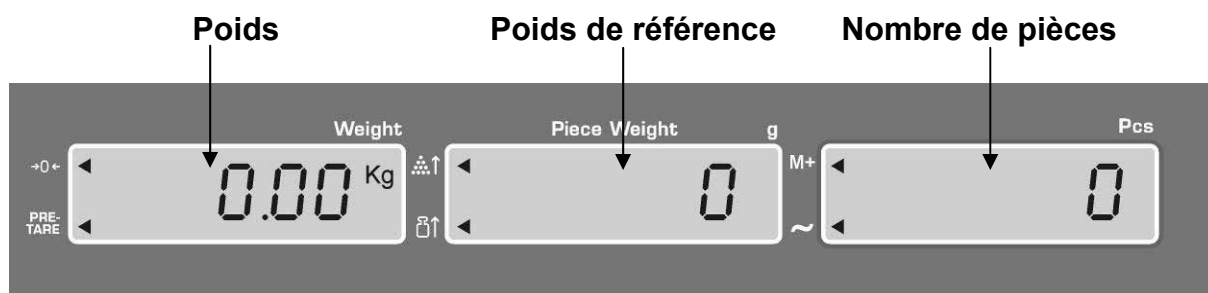 Poids Poids de référence Nombre de pièces
Weight Piece Weight g Pcs
→0← 0.00 Kg 0 M+ 0
PRE-
TARE ~